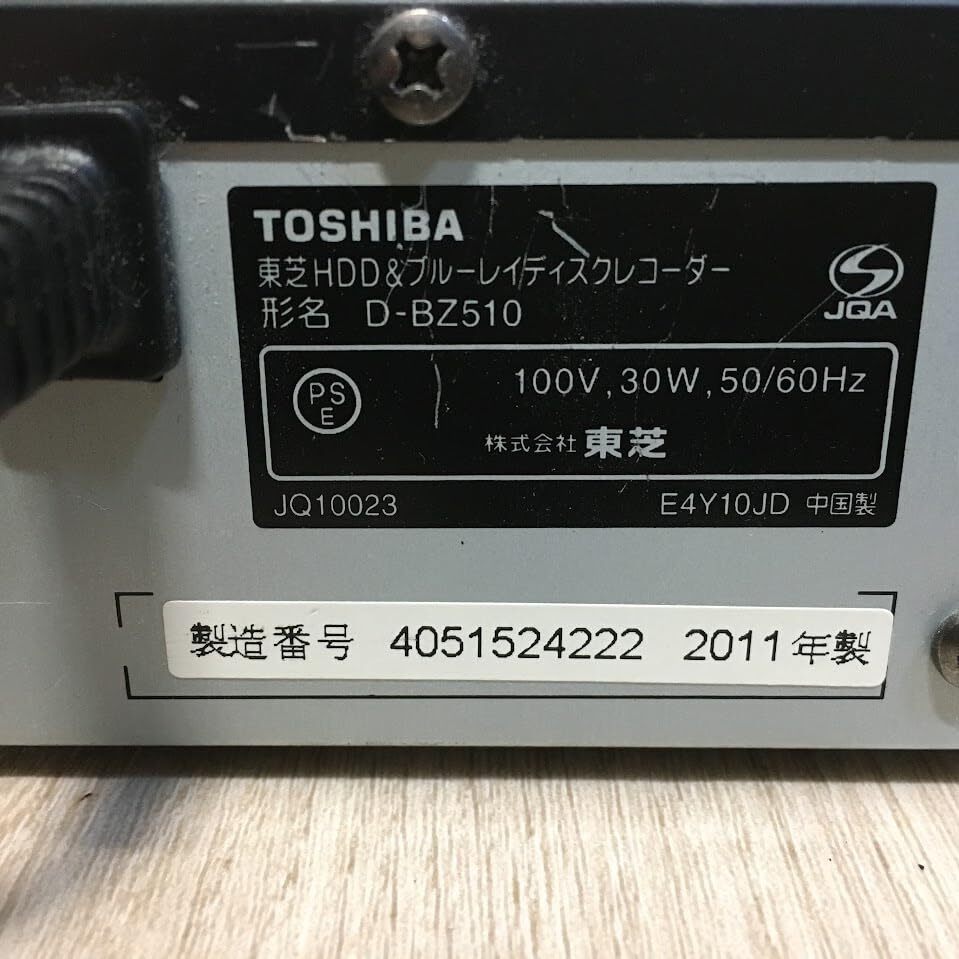 TOSHIBA
東芝HDD&ブルーレイディスクレコーダー
形名 D-BZ510
JQA
PS
E
100V,30W,50/60Hz
株式会社 東芝
JQ10023 E4Y10JD 中国製
製造番号 4051524222 2011年製